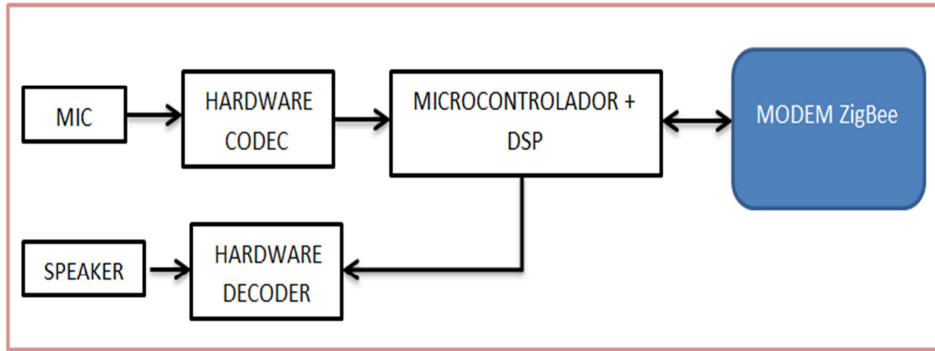 MIC
HARDWARE
CODEC
MICROCONTROLADOR +
DSP
MODEM ZigBee
SPEAKER
HARDWARE
DECODER